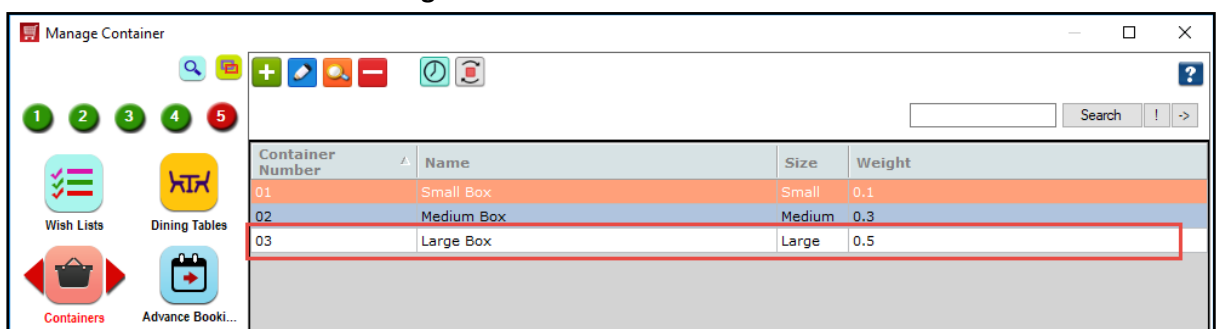 Manage Container
?
1 2 3 4 5
Search ! ->
Container Number Name Size Weight
01 Small Box Small 0.1
02 Medium Box Medium 0.3
03 Large Box Large 0.5
Wish Lists Dining Tables
Containers Advance Booki...